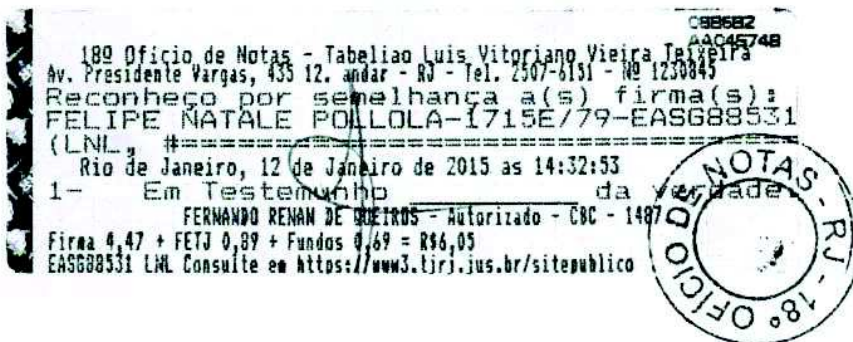 CBB682
AAC45748
18º Ofício de Notas - Tabeliao Luis Vitoriano Vieira Teixeira
Av. Presidente Vargas, 435 12. andar - RJ - Tel. 2507-6151 - Nº 1230845
Reconheço por semelhança a(s) firma(s):
FELIPE NATALE POLLOLA-1715E/79-EASG88531
(LNL, #========================================
Rio de Janeiro, 12 de Janeiro de 2015 as 14:32:53
1- Em Testemunho __________ da verdade.
FERNANDO RENAN DE QUEIROS - Autorizado - CBC - 1487
Firma 4,47 + FETJ 0,89 + Fundos 0,69 = R$6,05
EASG88531 LNL Consulte em https://www3.tjrj.jus.br/sitepublico
OFÍCIO DE NOTAS - RJ - 18º